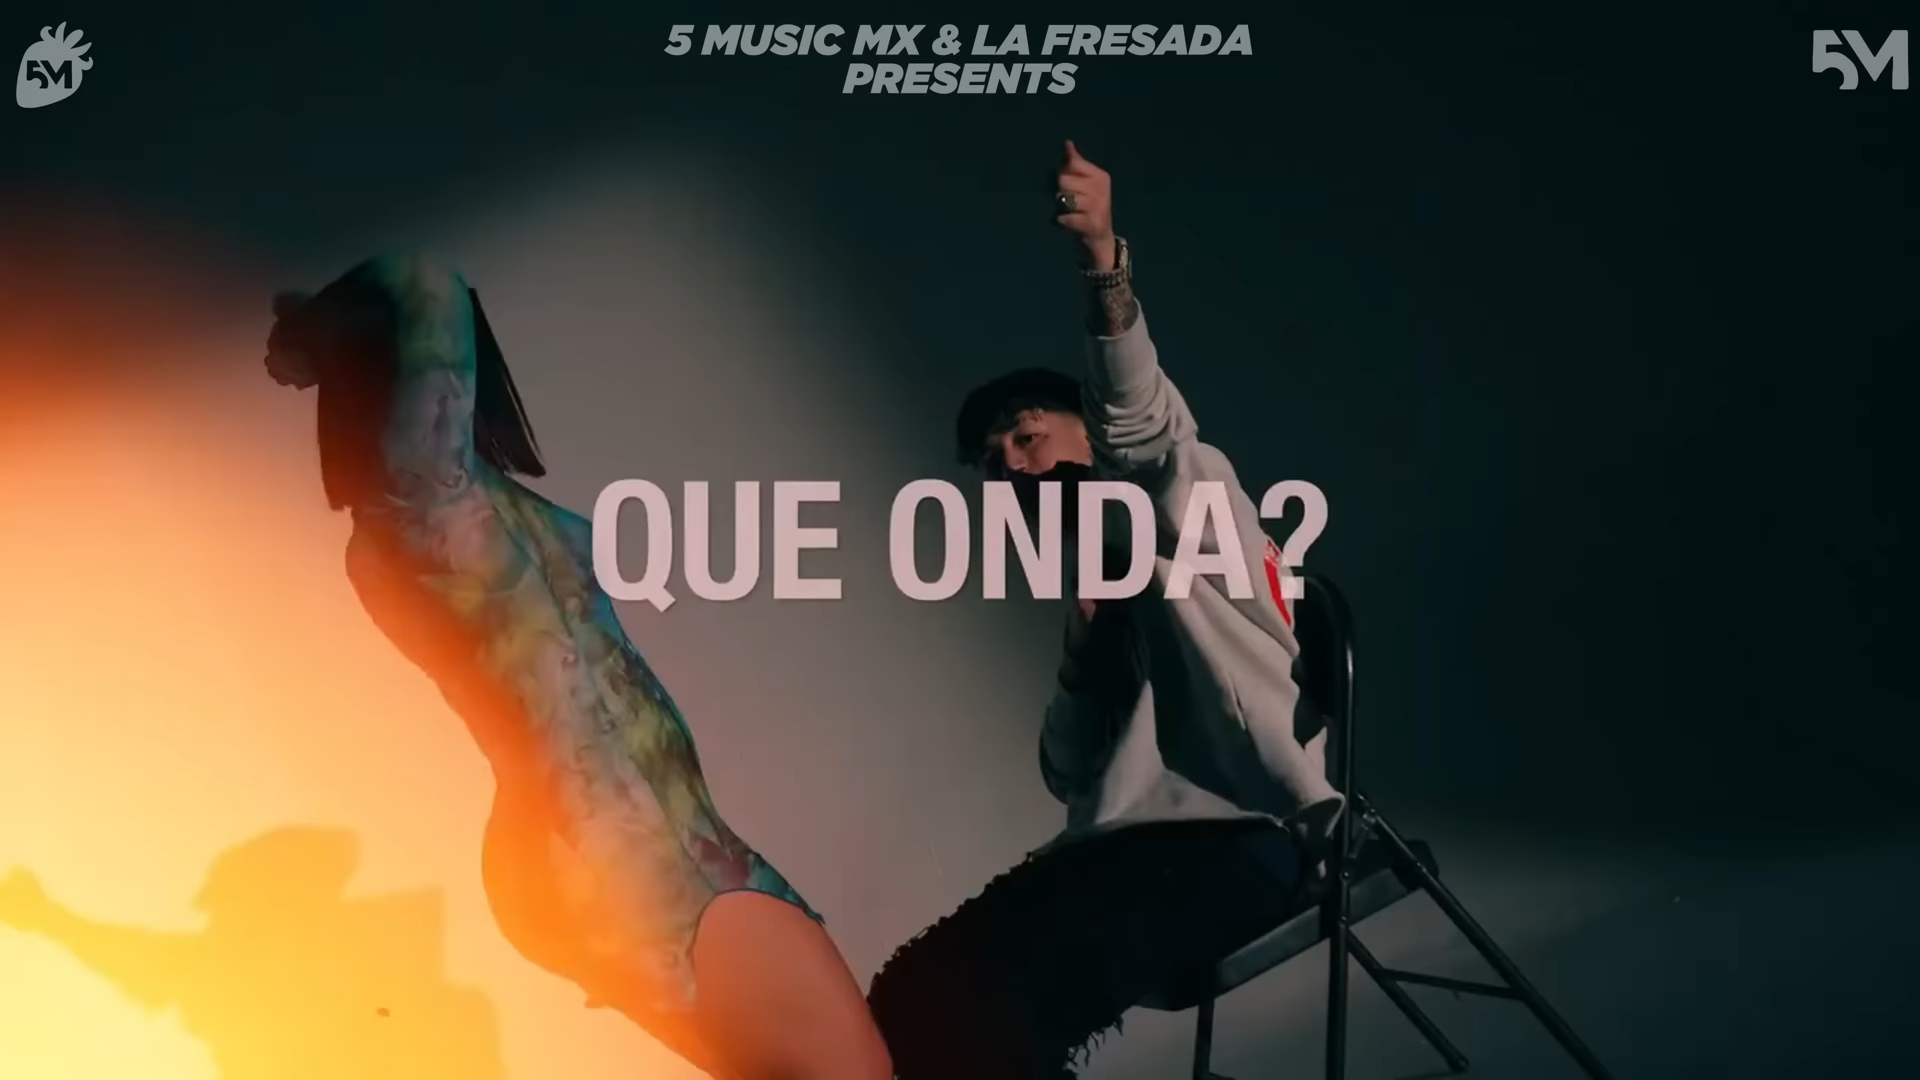 5 MUSIC MX & LA FRESADA
PRESENTS
5M
5M
QUE ONDA?